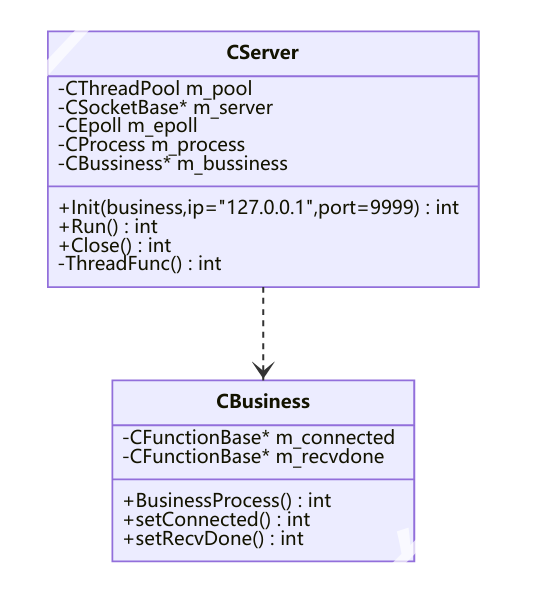 CServer
-CThreadPool m_pool
-CSocketBase* m_server
-CEpoll m_epoll
-CProcess m_process
-CBussiness* m_bussiness
+Init(business,ip="127.0.0.1",port=9999) : int
+Run() : int
+Close() : int
-ThreadFunc() : int
CBusiness
-CFunctionBase* m_connected
-CFunctionBase* m_recvdone
+BusinessProcess() : int
+setConnected() : int
+setRecvDone() : int